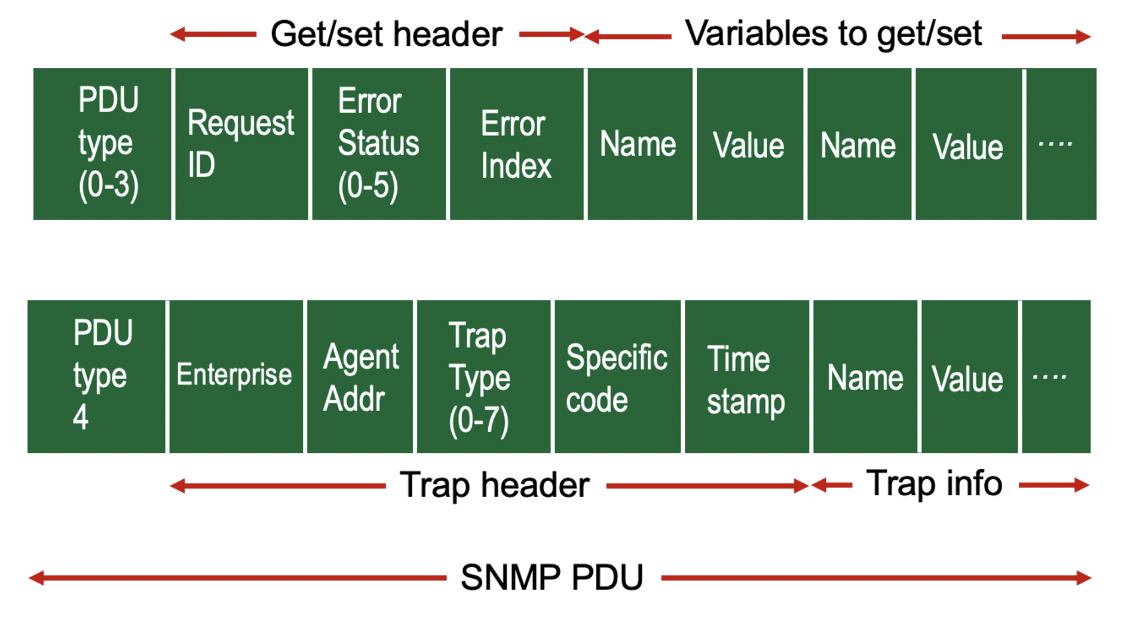 Get/set header
Variables to get/set
PDU
type
(0-3)
Request
ID
Error
Status
(0-5)
Error
Index
Name
Value
Name
Value
....
PDU
type
4
Enterprise
Agent
Addr
Trap
Type
(0-7)
Specific
code
Time
stamp
Name
Value
....
Trap header
Trap info
SNMP PDU